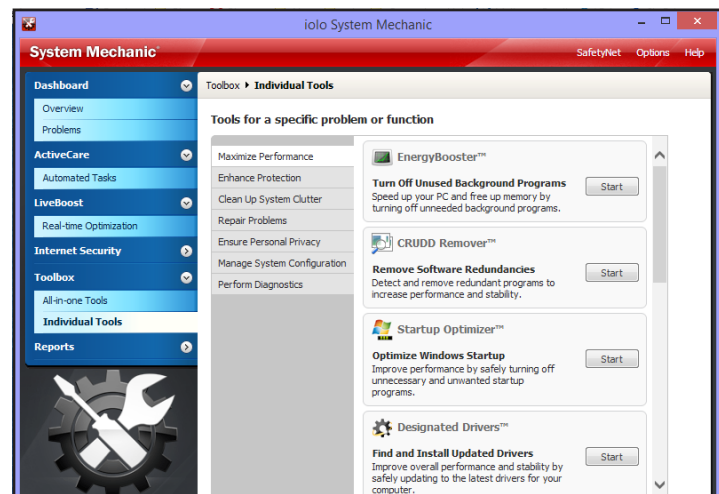 iolo System Mechanic
System Mechanic
SafetyNet Options Help
Dashboard
Overview
Problems
ActiveCare
Automated Tasks
LiveBoost
Real-time Optimization
Internet Security
Toolbox
All-in-one Tools
Individual Tools
Reports
Toolbox Individual Tools
Tools for a specific problem or function
Maximize Performance
Enhance Protection
Clean Up System Clutter
Repair Problems
Ensure Personal Privacy
Manage System Configuration
Perform Diagnostics
EnergyBooster™
Turn Off Unused Background Programs
Speed up your PC and free up memory by
turning off unneeded background programs.
Start
CRUDD Remover™
Remove Software Redundancies
Detect and remove redundant programs to
increase performance and stability.
Start
Startup Optimizer™
Optimize Windows Startup
Improve performance by safely turning off
unnecessary and unwanted startup
programs.
Start
Designated Drivers™
Find and Install Updated Drivers
Improve overall performance and stability by
safely updating to the latest drivers for your
computer.
Start